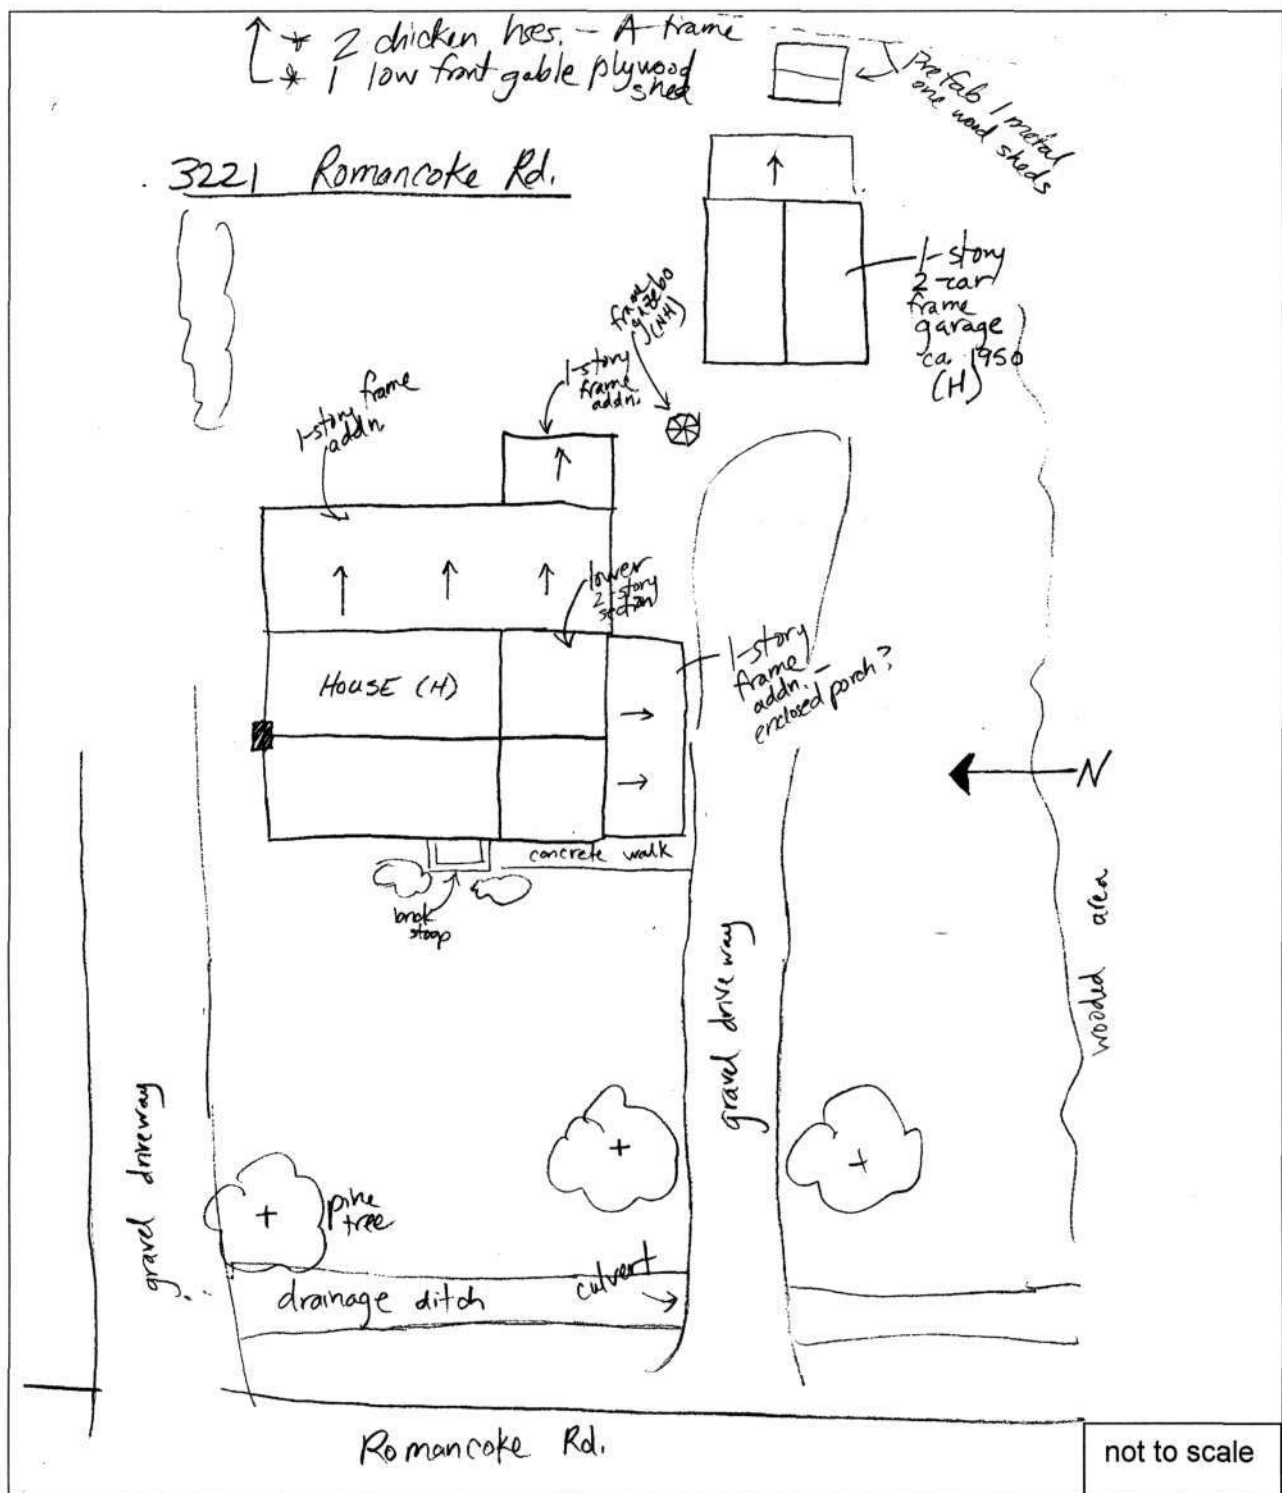 * 2 chicken hses. - A-frame
* 1 low front gable plywood
shed
Prefab 1 metal
one wood sheds
3221 Romancoke Rd.
1-story
2-car
frame
garage
ca. 1950
(H)
frame
gazebo
(NH)
1-story
frame
addn.
1-story frame
addn.
lower
2-story
section
HOUSE (H)
1-story
frame
addn. -
enclosed porch?
N
concrete walk
brick
stoop
wooded area
gravel driveway
gravel driveway
pine
tree
culvert
drainage ditch
Romancoke Rd.
not to scale